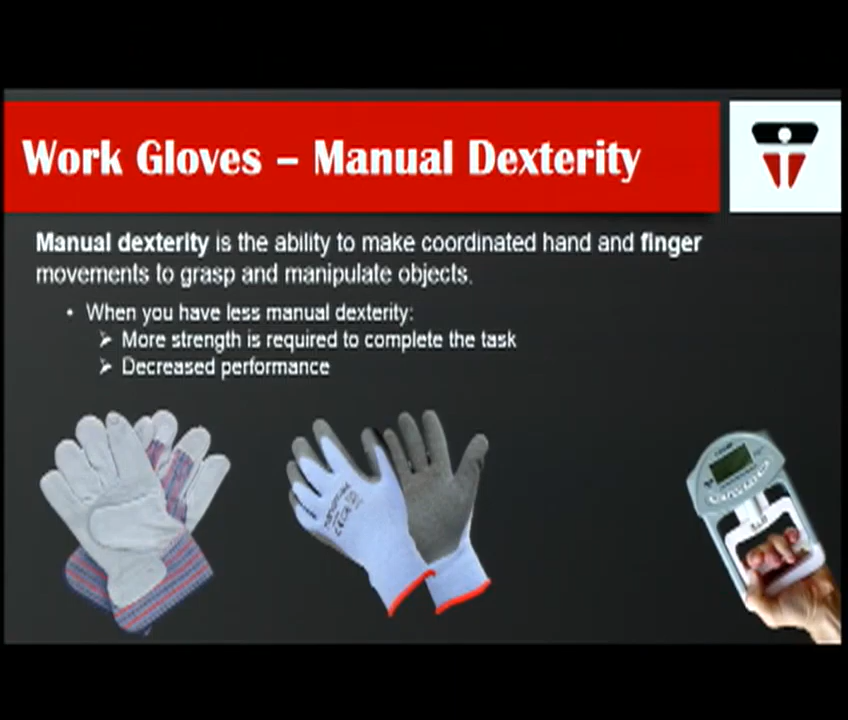 Work Gloves – Manual Dexterity
Manual dexterity is the ability to make coordinated hand and finger
movements to grasp and manipulate objects.
• When you have less manual dexterity:
➢ More strength is required to complete the task
➢ Decreased performance